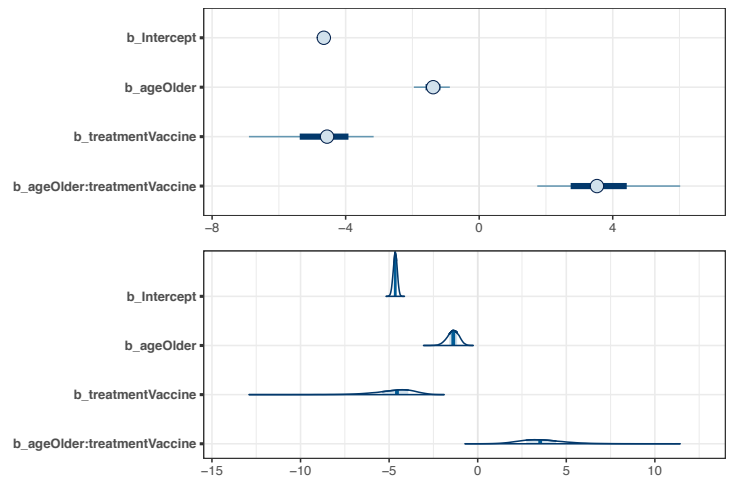 b_Intercept
b_ageOlder
b_treatmentVaccine
b_ageOlder:treatmentVaccine
−8 −4 0 4
b_Intercept
b_ageOlder
b_treatmentVaccine
b_ageOlder:treatmentVaccine
−15 −10 −5 0 5 10